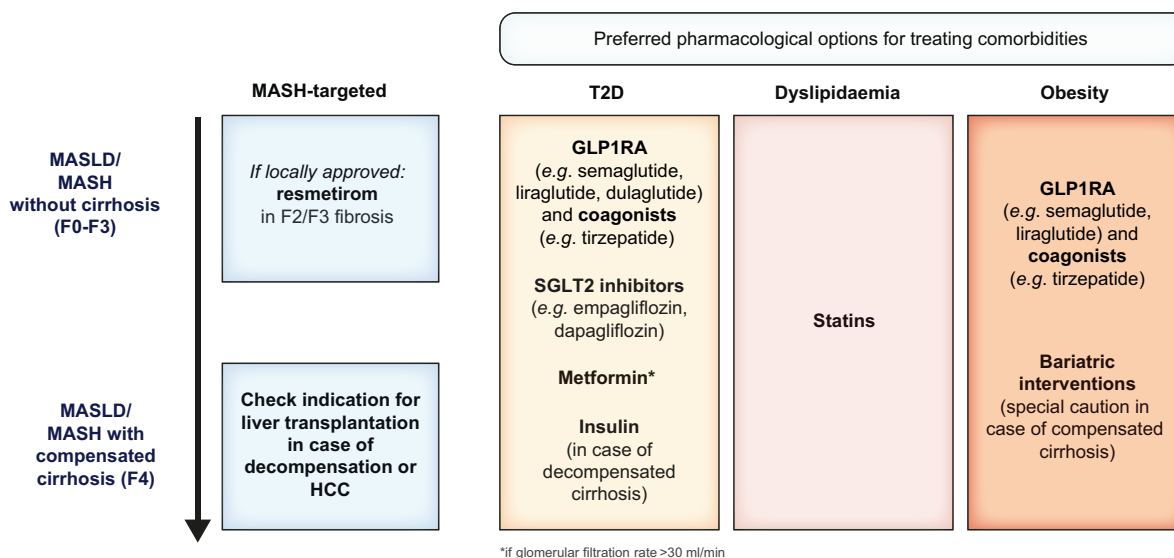 Preferred pharmacological options for treating comorbidities
MASH-targeted
T2D
Dyslipidaemia
Obesity
MASLD/
MASH
without cirrhosis
(F0-F3)
If locally approved:
resmetirom
in F2/F3 fibrosis
GLP1RA
(e.g. semaglutide,
liraglutide, dulaglutide)
and coagonists
(e.g. tirzepatide)
SGLT2 inhibitors
(e.g. empagliflozin,
dapagliflozin)
Metformin*
Insulin
(in case of
decompensated
cirrhosis)
Statins
GLP1RA
(e.g. semaglutide,
liraglutide) and
coagonists
(e.g. tirzepatide)
Bariatric
interventions
(special caution in
case of compensated
cirrhosis)
MASLD/
MASH with
compensated
cirrhosis (F4)
Check indication for
liver transplantation
in case of
decompensation or
HCC
*if glomerular filtration rate >30 ml/min